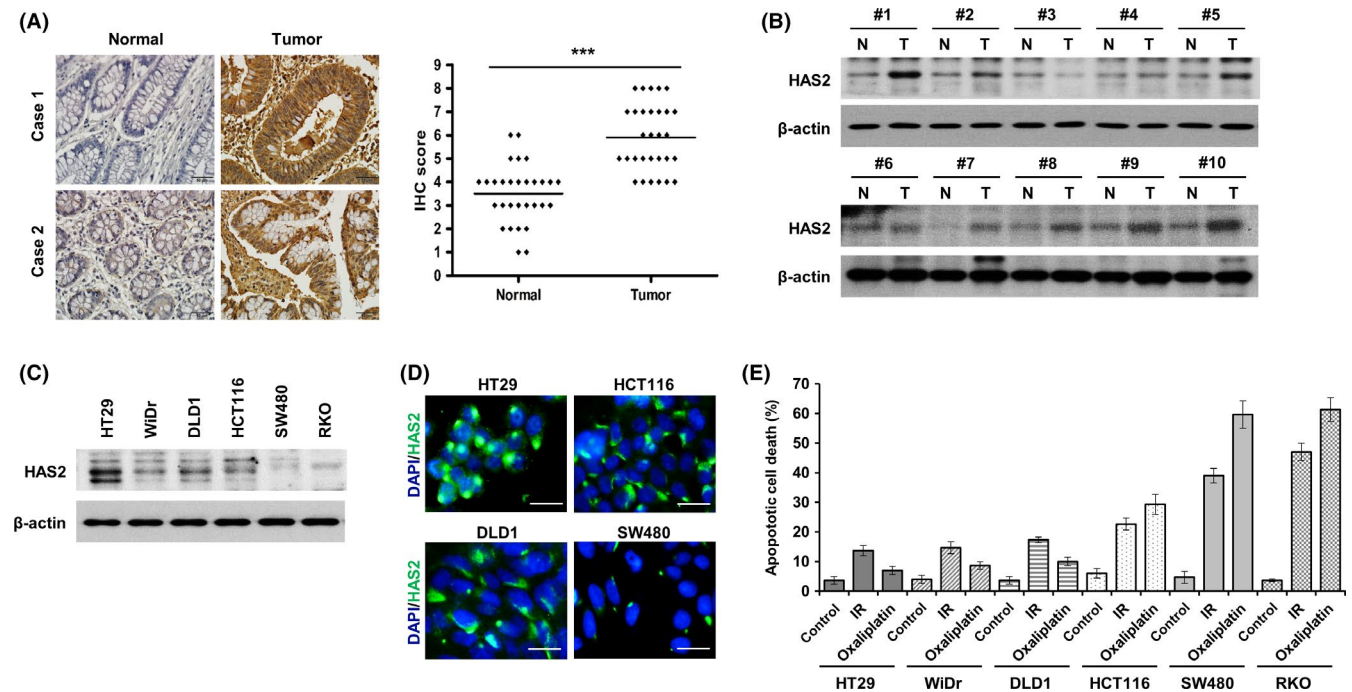 (A)
Normal Tumor
Case 1
Case 2
***
IHC score
9
8
7
6
5
4
3
2
1
0
Normal Tumor
(B)
#1 #2 #3 #4 #5
N T N T N T N T N T
HAS2
β-actin
#6 #7 #8 #9 #10
N T N T N T N T N T
HAS2
β-actin
(C)
HT29 WiDr DLD1 HCT116 SW480 RKO
HAS2
β-actin
(D)
HT29 HCT116
DAPI/HAS2
DLD1 SW480
DAPI/HAS2
(E)
Apopototic cell death (%)
70
60
50
40
30
20
10
0
Control IR Oxaliplatin Control IR Oxaliplatin Control IR Oxaliplatin Control IR Oxaliplatin Control IR Oxaliplatin Control IR Oxaliplatin
HT29 WiDr DLD1 HCT116 SW480 RKO